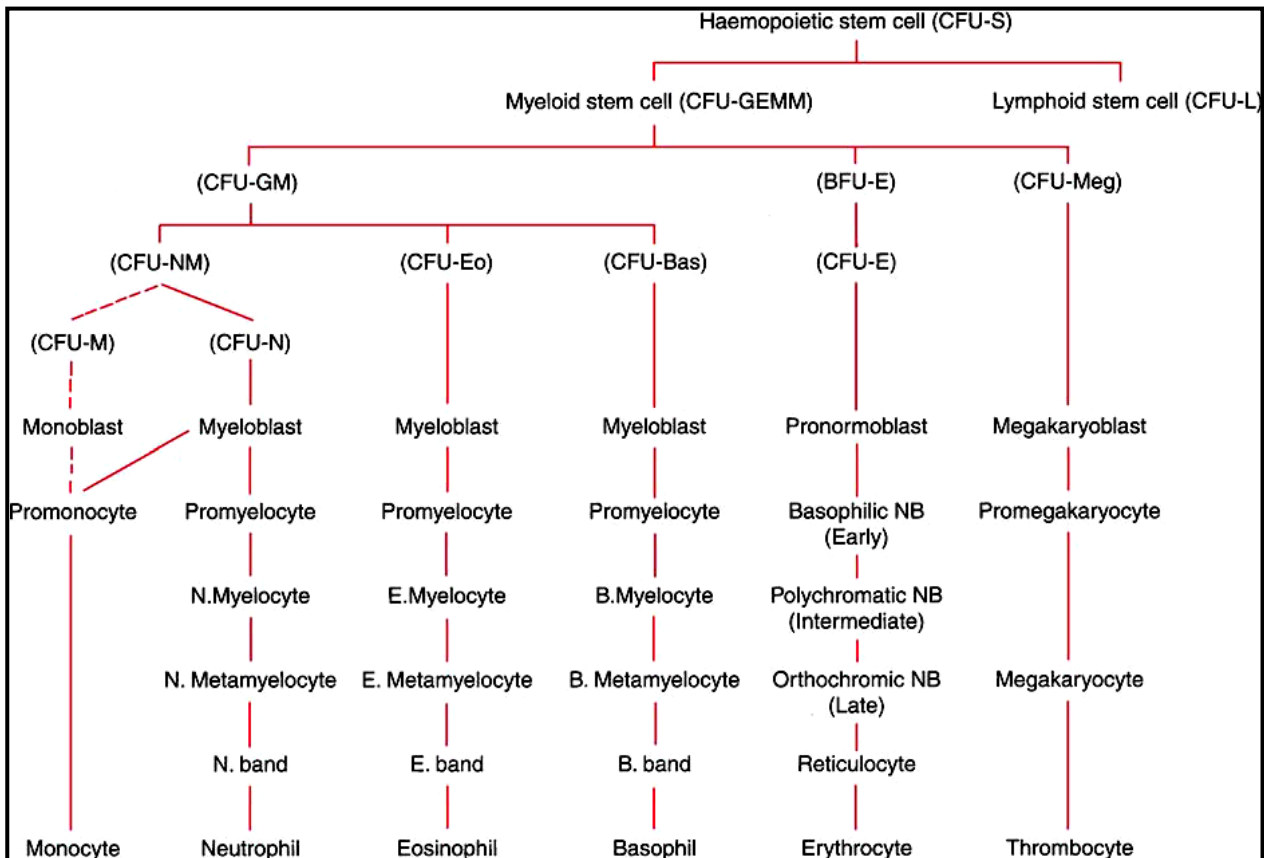 Haemopoietic stem cell (CFU-S)
Myeloid stem cell (CFU-GEMM) Lymphoid stem cell (CFU-L)
(CFU-GM) (BFU-E) (CFU-Meg)
(CFU-NM) (CFU-Eo) (CFU-Bas) (CFU-E)
(CFU-M) (CFU-N)
Monoblast Myeloblast Myeloblast Myeloblast Pronormoblast Megakaryoblast
Promonocyte Promyelocyte Promyelocyte Promyelocyte Basophilic NB Promegakaryocyte
(Early)
N.Myelocyte E.Myelocyte B.Myelocyte Polychromatic NB
(Intermediate)
N. Metamyelocyte E. Metamyelocyte B. Metamyelocyte Orthochromic NB Megakaryocyte
(Late)
N. band E. band B. band Reticulocyte
Monocyte Neutrophil Eosinophil Basophil Erythrocyte Thrombocyte